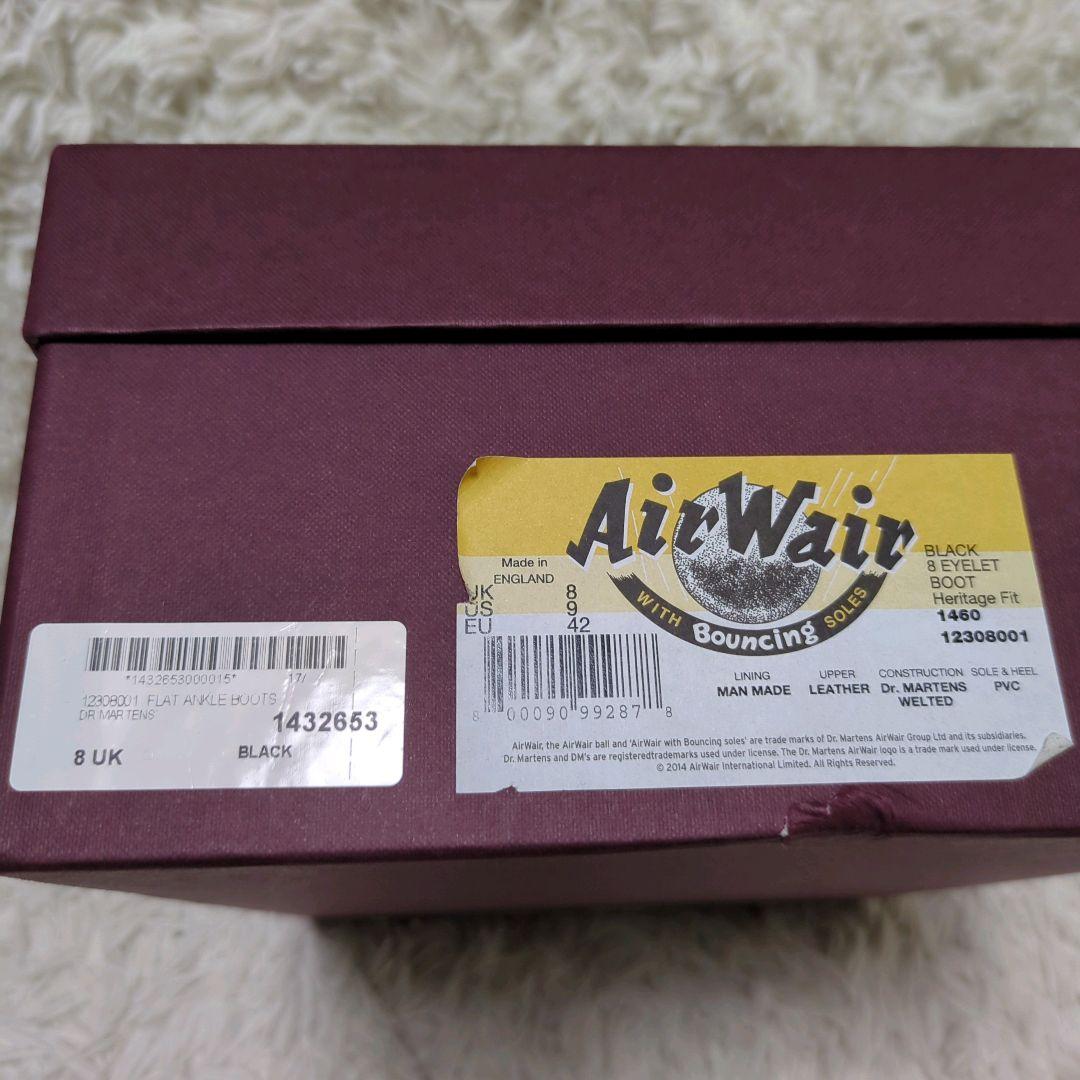 *1432653000015* 17/
12308001 FLAT ANKLE BOOTS
DR MARTENS
1432653
8 UK BLACK
AirWair
WITH Bouncing SOLES
Made in
ENGLAND
UK 8
US 9
EU 42
8 00090 99287 8
BLACK
8 EYELET
BOOT
Heritage Fit
1460
12308001
LINING
MAN MADE
UPPER
LEATHER
CONSTRUCTION
Dr. MARTENS
WELTED
SOLE & HEEL
PVC
AirWair, the AirWair ball and 'AirWair with Bouncing soles' are trade marks of Dr. Martens AirWair Group Ltd and its subsidiaries.
Dr. Martens and DM's are registeredtrademarks used under license. The Dr. Martens AirWair logo is a trade mark used under license.
© 2014 AirWair International Limited. All Rights Reserved.